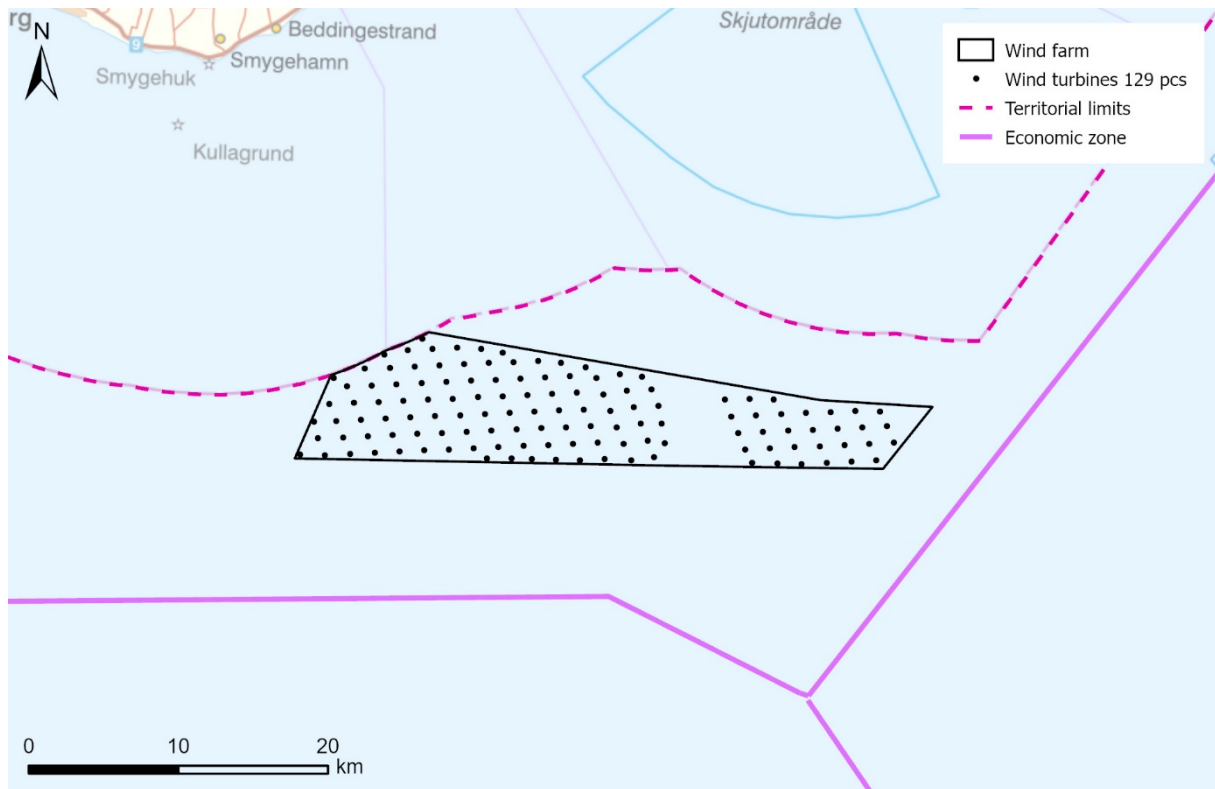 rg
N
9
Beddingestrand
Smygehamn
Smygehuk
Kullagrund
Skjutområde
Wind farm
Wind turbines 129 pcs
Territorial limits
Economic zone
0 10 20
km